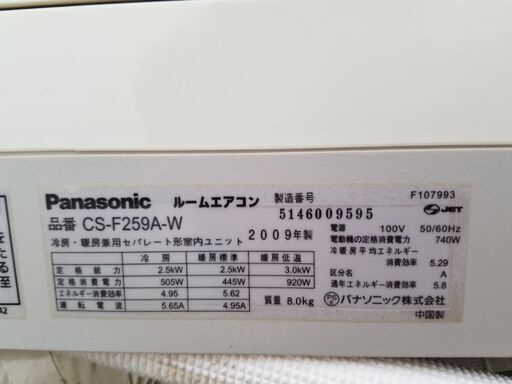 Panasonic ルームエアコン 製造番号 F107993
品番 CS-F259A-W 5146009595 JET
冷房・暖房兼用セパレート形室内ユニット 2009年製
冷房 暖房標準 暖房低温
定格能力 2.5kW 2.5kW 3.0kW
定格消費電力 505W 445W 920W
エネルギー消費効率 4.95 5.62
運転電流 5.65A 4.95A
質量 8.0kg
電源 100V 50/60Hz
電動機の定格消費電力 740W
冷暖房平均エネルギー
消費効率 5.29
区分名 A
通年エネルギー消費効率 5.8
PSE パナソニック株式会社
中国製
を
たる
至
A2